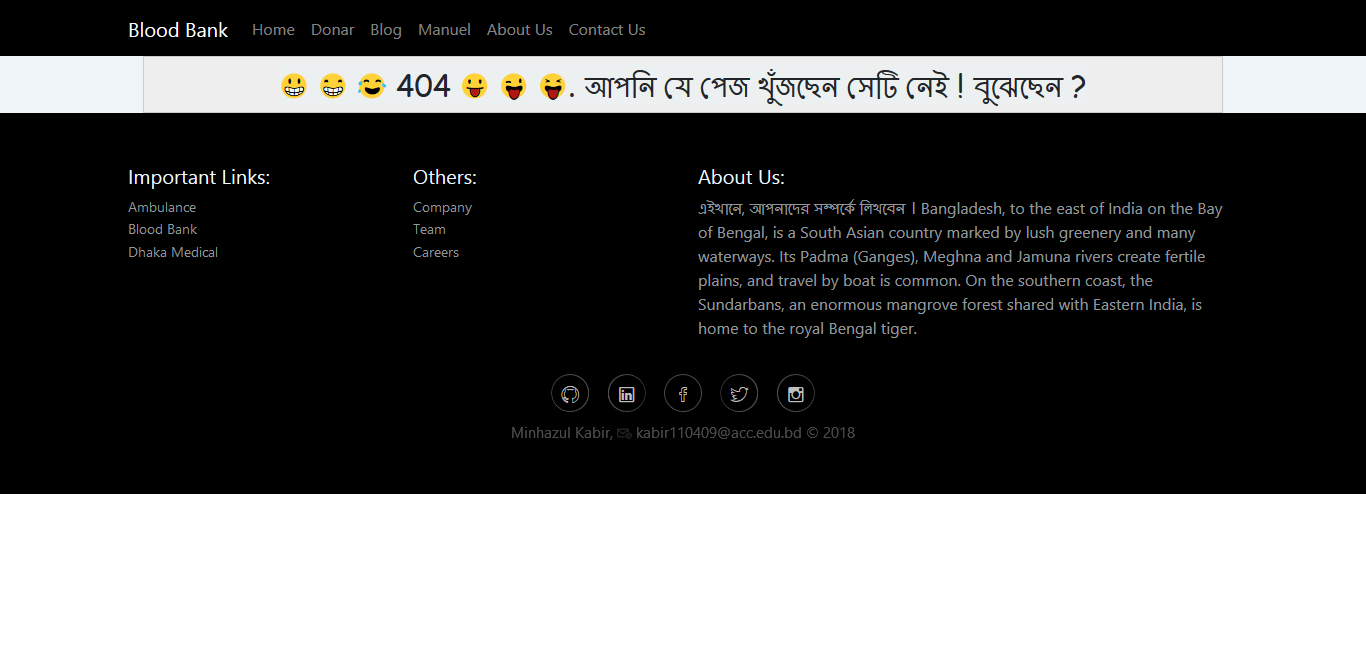 Blood Bank Home Donar Blog Manuel About Us Contact Us
😀 😁 😂 404 😛 😜 😝. আপনি যে পেজ খুঁজছেন সেটি নেই ! বুঝেছেন ?
Important Links:
Ambulance
Blood Bank
Dhaka Medical
Others:
Company
Team
Careers
About Us:
এইখানে, আপনাদের সম্পর্কে লিখবেন । Bangladesh, to the east of India on the Bay
of Bengal, is a South Asian country marked by lush greenery and many
waterways. Its Padma (Ganges), Meghna and Jamuna rivers create fertile
plains, and travel by boat is common. On the southern coast, the
Sundarbans, an enormous mangrove forest shared with Eastern India, is
home to the royal Bengal tiger.
Minhazul Kabir, kabir110409@acc.edu.bd © 2018